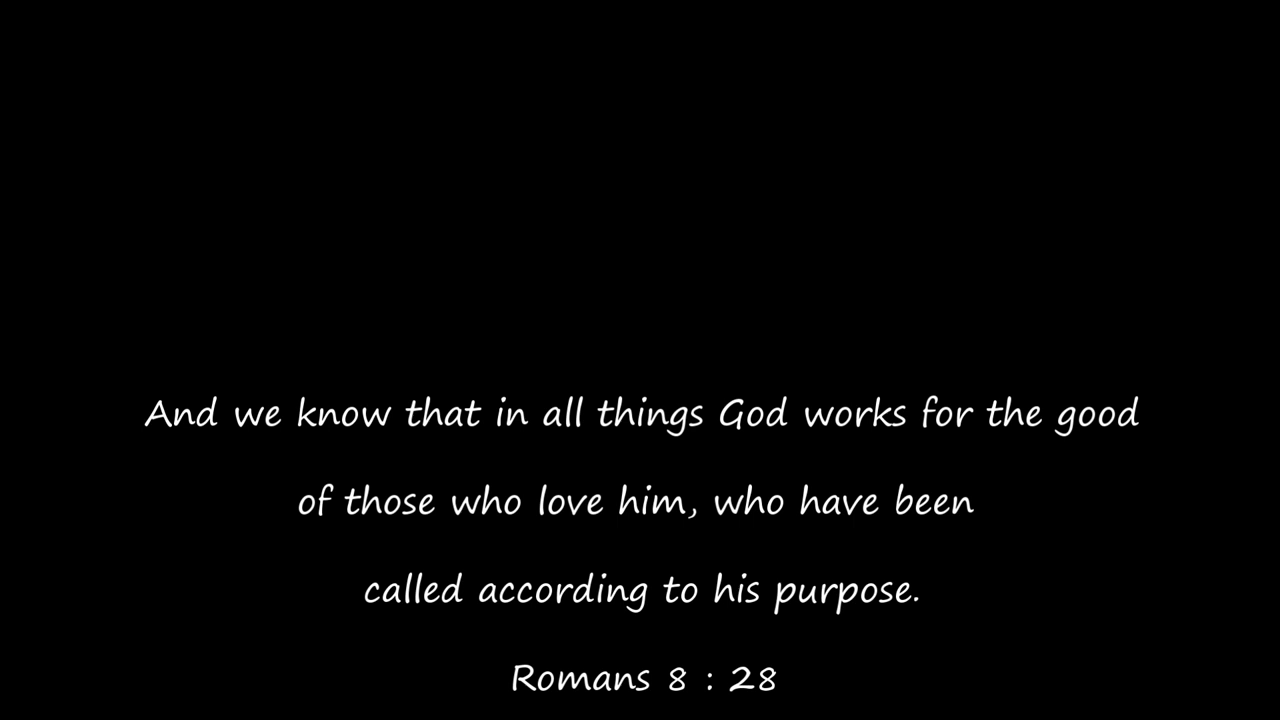 And we know that in all things God works for the good
of those who love him, who have been
called according to his purpose.
Romans 8 : 28